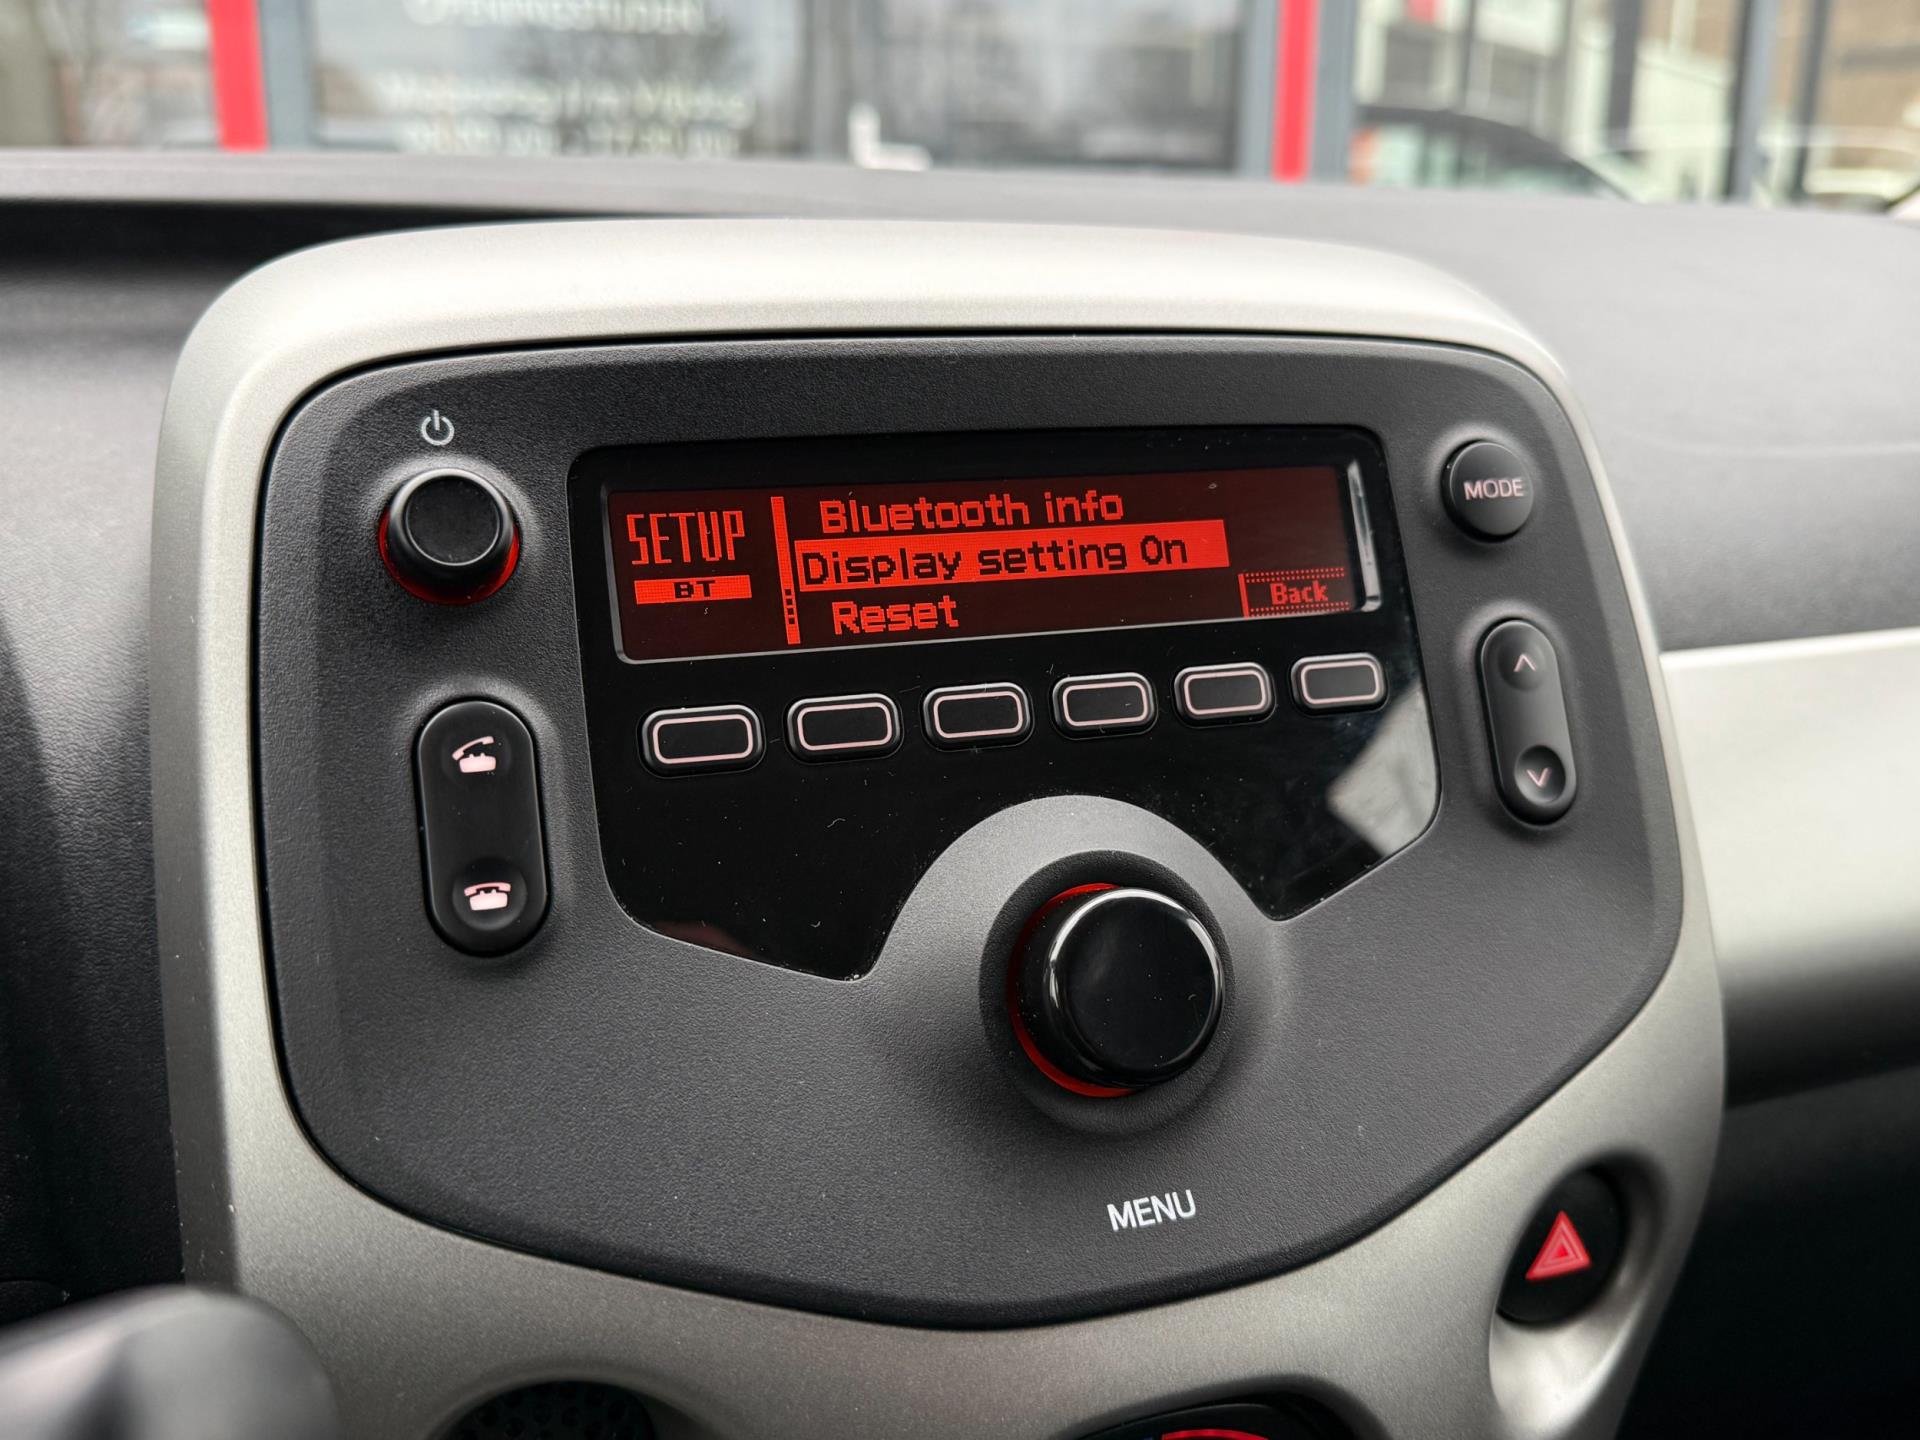 SETUP
BT
Bluetooth info
Display setting On
Reset
Back
MODE
MENU